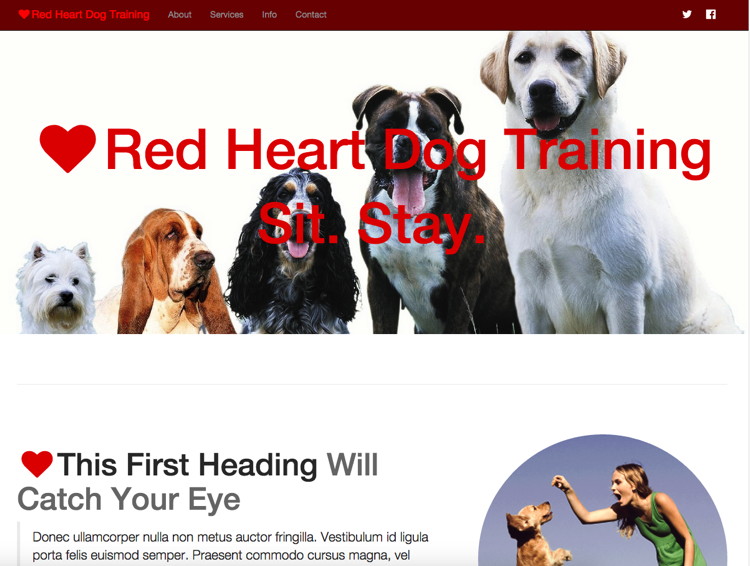 Red Heart Dog Training About Services Info Contact
Red Heart Dog Training
Sit. Stay.
This First Heading Will
Catch Your Eye
Donec ullamcorper nulla non metus auctor fringilla. Vestibulum id ligula
porta felis euismod semper. Praesent commodo cursus magna, vel